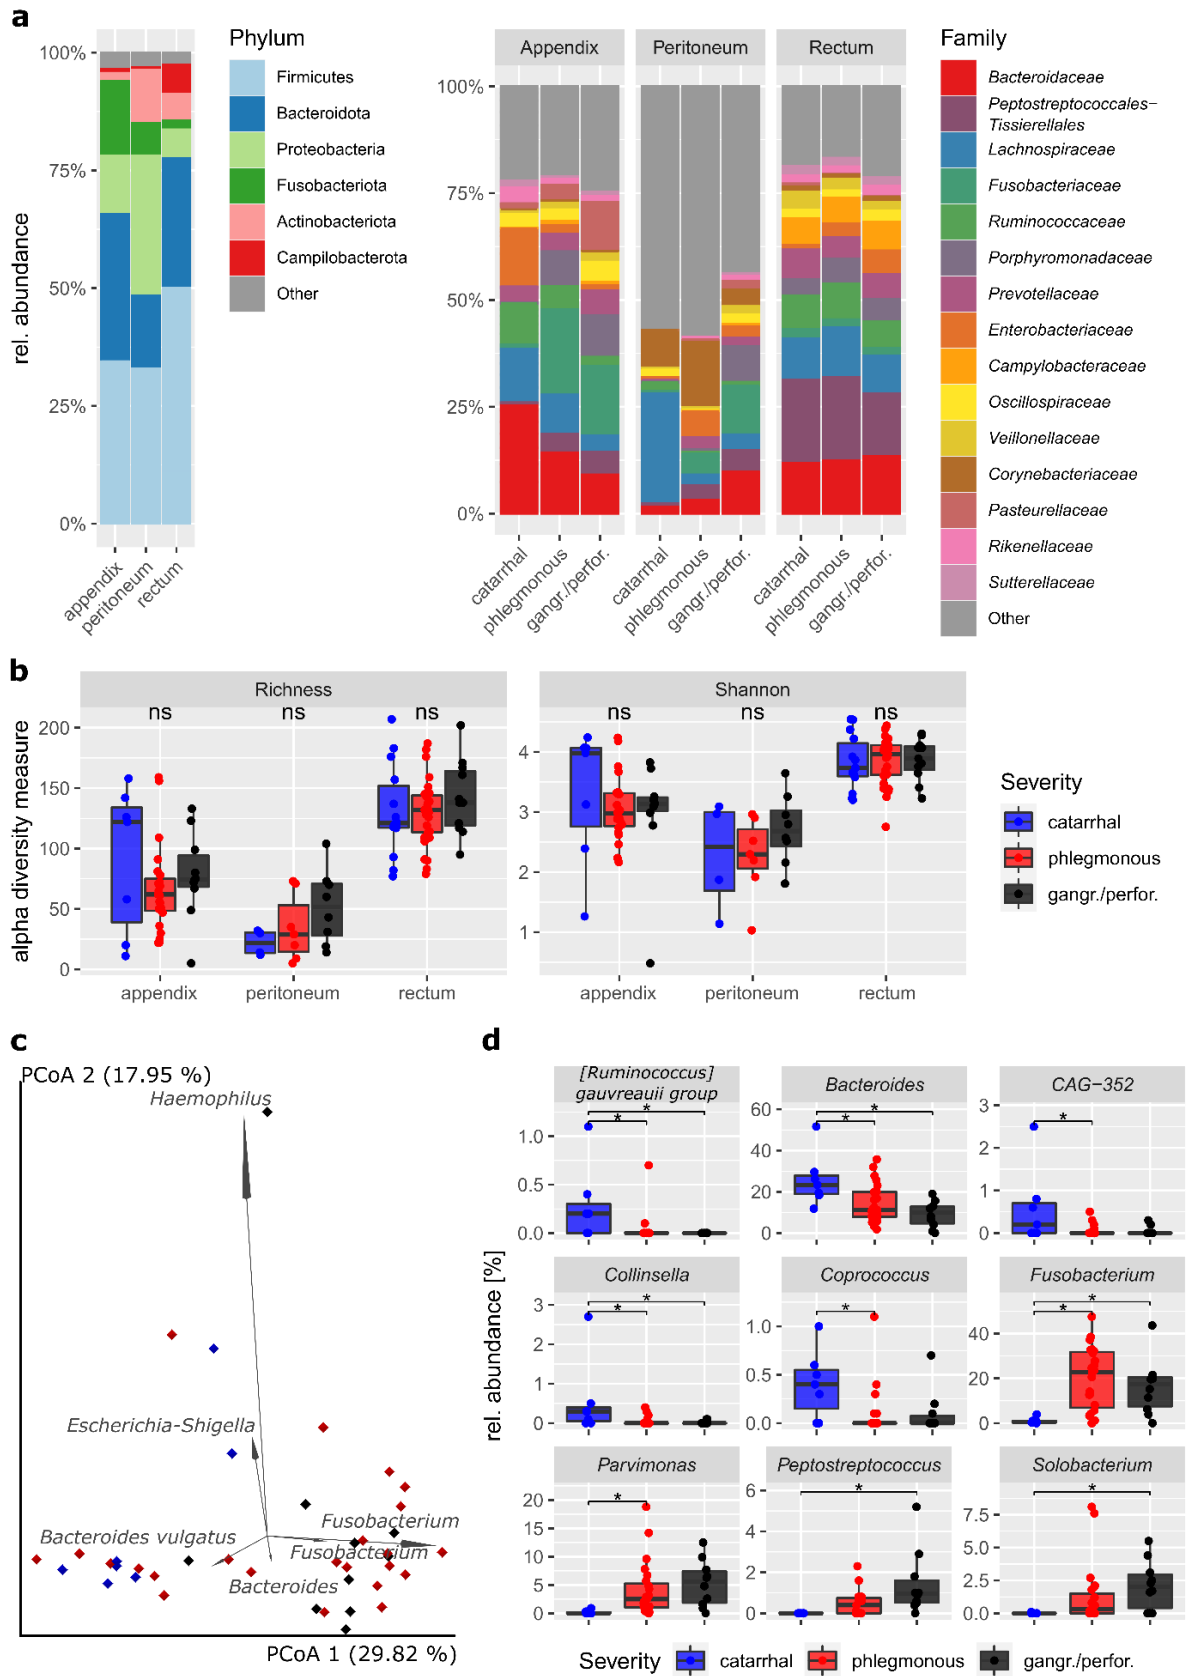 a
Phylum
Firmicutes
Bacteroidota
Proteobacteria
Fusobacteriota
Actinobacteriota
Campilobacterota
Other
rel. abundance
100%
75%
50%
25%
0%
appendix
peritoneum
rectum
Appendix
Peritoneum
Rectum
100%
75%
50%
25%
0%
catarrhal
phlegmonous
gangr./perfor.
catarrhal
phlegmonous
gangr./perfor.
catarrhal
phlegmonous
gangr./perfor.
Family
Bacteroidaceae
Peptostreptococcales-
Tissierellales
Lachnospiraceae
Fusobacteriaceae
Ruminococcaceae
Porphyromonadaceae
Prevotellaceae
Enterobacteriaceae
Campylobacteraceae
Oscillospiraceae
Veillonellaceae
Corynebacteriaceae
Pasteurellaceae
Rikenellaceae
Sutterellaceae
Other
b
alpha diversity measure
Richness
ns
ns
ns
200
150
100
50
0
appendix
peritoneum
rectum
Shannon
ns
ns
ns
4
3
2
1
appendix
peritoneum
rectum
Severity
catarrhal
phlegmonous
gangr./perfor.
c
PCoA 2 (17.95 %)
Haemophilus
Escherichia-Shigella
Bacteroides vulgatus
Fusobacterium
Fusobacterium
Bacteroides
PCoA 1 (29.82 %)
d
rel. abundance [%]
[Ruminococcus]
gauvreauii group
*
*
1.0
0.5
0.0
Bacteroides
*
*
60
40
20
0
CAG-352
*
3
2
1
0
Collinsella
*
*
3
2
1
0
Coprococcus
*
1.0
0.5
0.0
Fusobacterium
*
*
40
20
0
Parvimonas
*
20
15
10
5
0
Peptostreptococcus
*
6
4
2
0
Solobacterium
*
7.5
5.0
2.5
0.0
Severity
catarrhal
phlegmonous
gangr./perfor.